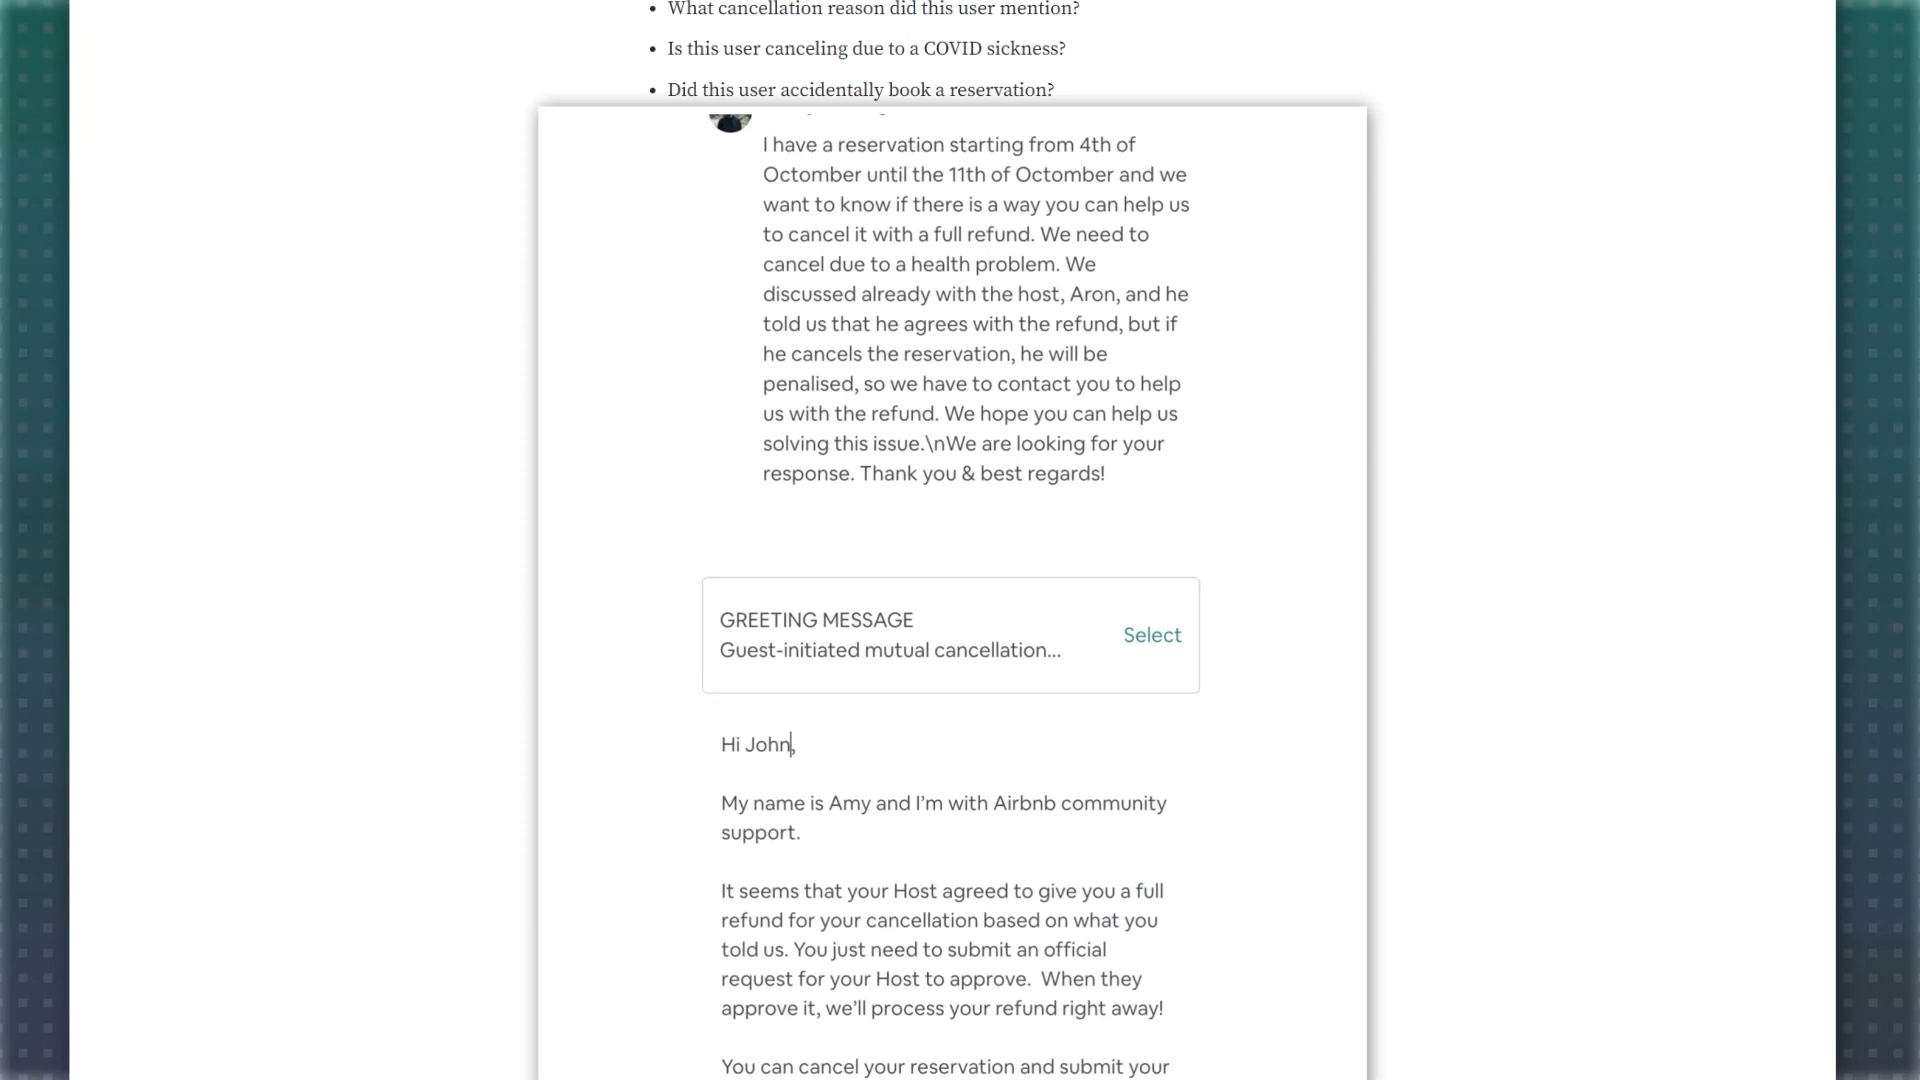 What cancellation reason did this user mention?
Is this user canceling due to a COVID sickness?
Did this user accidentally book a reservation?
I have a reservation starting from 4th of
Octomber until the 11th of Octomber and we
want to know if there is a way you can help us
to cancel it with a full refund. We need to
cancel due to a health problem. We
discussed already with the host, Aron, and he
told us that he agrees with the refund, but if
he cancels the reservation, he will be
penalised, so we have to contact you to help
us with the refund. We hope you can help us
solving this issue.\nWe are looking for your
response. Thank you & best regards!
GREETING MESSAGE
Guest-initiated mutual cancellation...
Select
Hi John,
My name is Amy and I’m with Airbnb community
support.
It seems that your Host agreed to give you a full
refund for your cancellation based on what you
told us. You just need to submit an official
request for your Host to approve.  When they
approve it, we’ll process your refund right away!
You can cancel your reservation and submit your